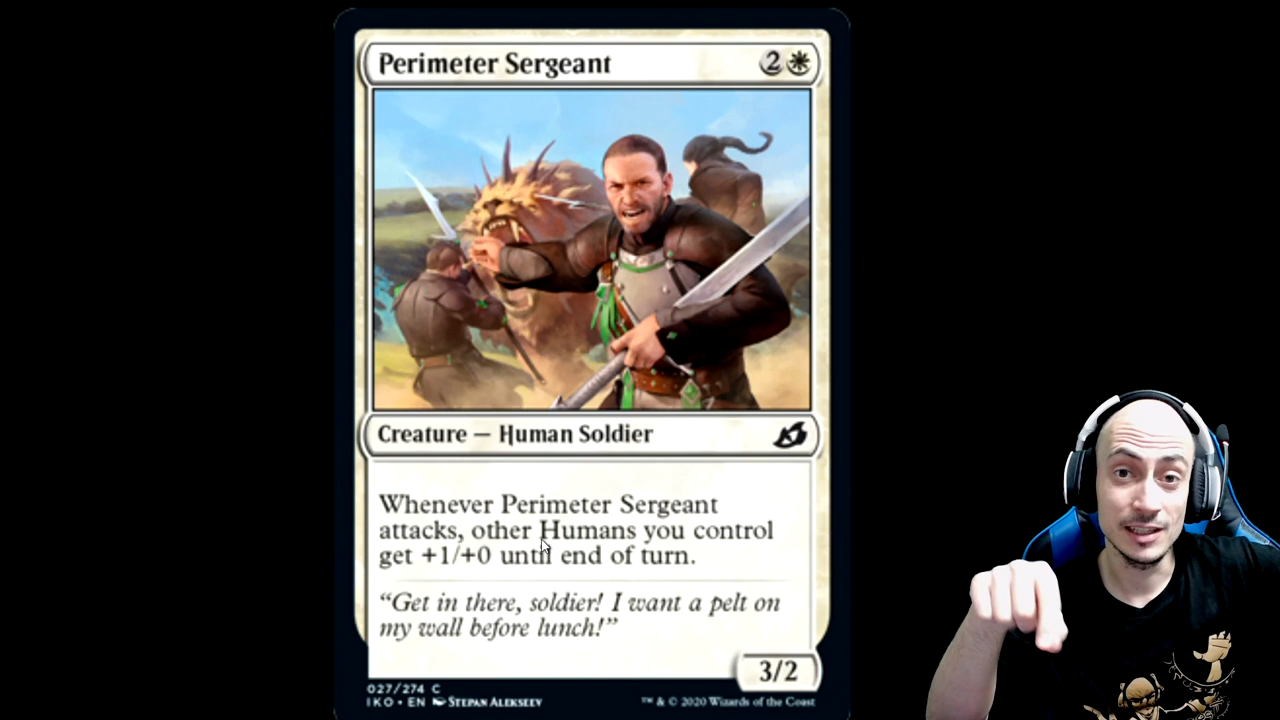 Perimeter Sergeant 2
Creature — Human Soldier
Whenever Perimeter Sergeant
attacks, other Humans you control
get +1/+0 until end of turn.
“Get in there, soldier! I want a pelt on
my wall before lunch!”
3/2
027/274 C
IKO • EN STEPAN ALEKSEEV
™ & © 2020 Wizards of the Coast